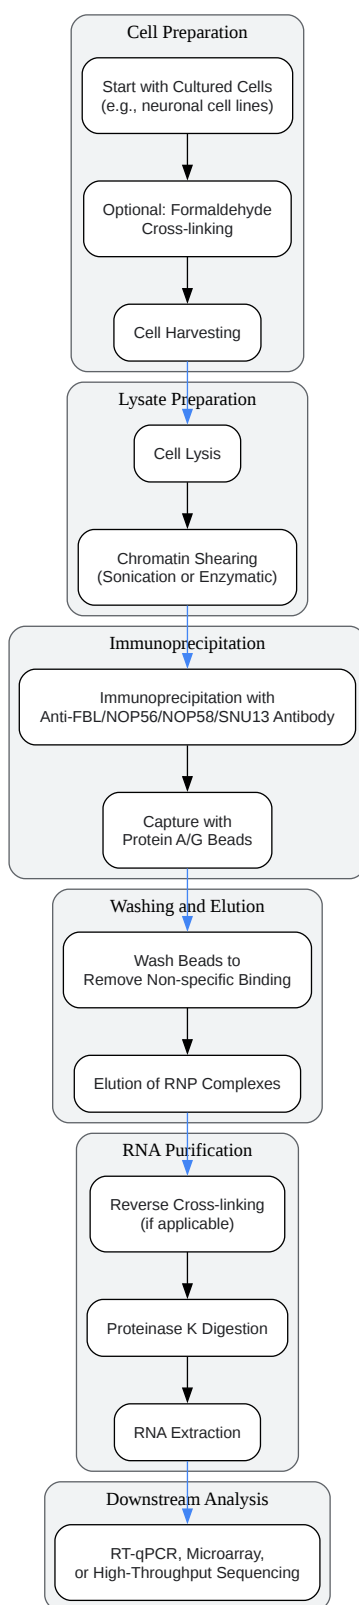 Cell Preparation
Start with Cultured Cells
(e.g., neuronal cell lines)
Optional: Formaldehyde
Cross-linking
Cell Harvesting
Lysate Preparation
Cell Lysis
Chromatin Shearing
(Sonication or Enzymatic)
Immunoprecipitation
Immunoprecipitation with
Anti-FBL/NOP56/NOP58/SNU13 Antibody
Capture with
Protein A/G Beads
Washing and Elution
Wash Beads to
Remove Non-specific Binding
Elution of RNP Complexes
RNA Purification
Reverse Cross-linking
(if applicable)
Proteinase K Digestion
RNA Extraction
Downstream Analysis
RT-qPCR, Microarray,
or High-Throughput Sequencing